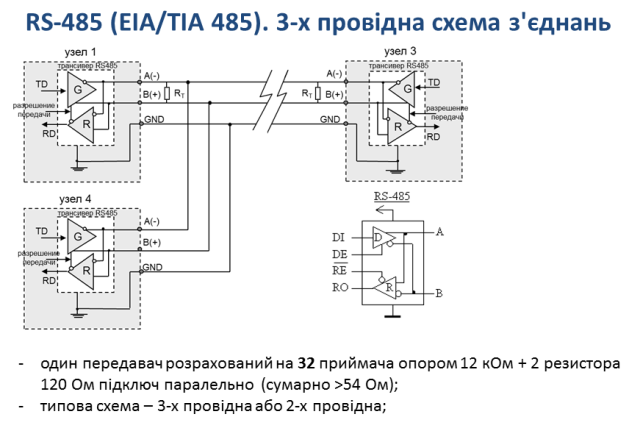 RS-485 (EIA/TIA 485). 3-х провідна схема з'єднань
узел 1
трансивер RS485
TD
G
разрешение
передачи
R
RD
A(-)
B(+)
RT
GND
узел 3
трансивер RS485
A(-)
RT
B(+)
GND
G
TD
разрешение
передачи
R
RD
узел 4
трансивер RS485
TD
G
разрешение
передачи
R
RD
A(-)
B(+)
GND
RS-485
DI
D
A
DE
RE
RO
R
B
- один передавач розрахований на 32 приймача опором 12 кОм + 2 резистора
120 Ом підключ паралельно (сумарно >54 Ом);
- типова схема – 3-х провідна або 2-х провідна;